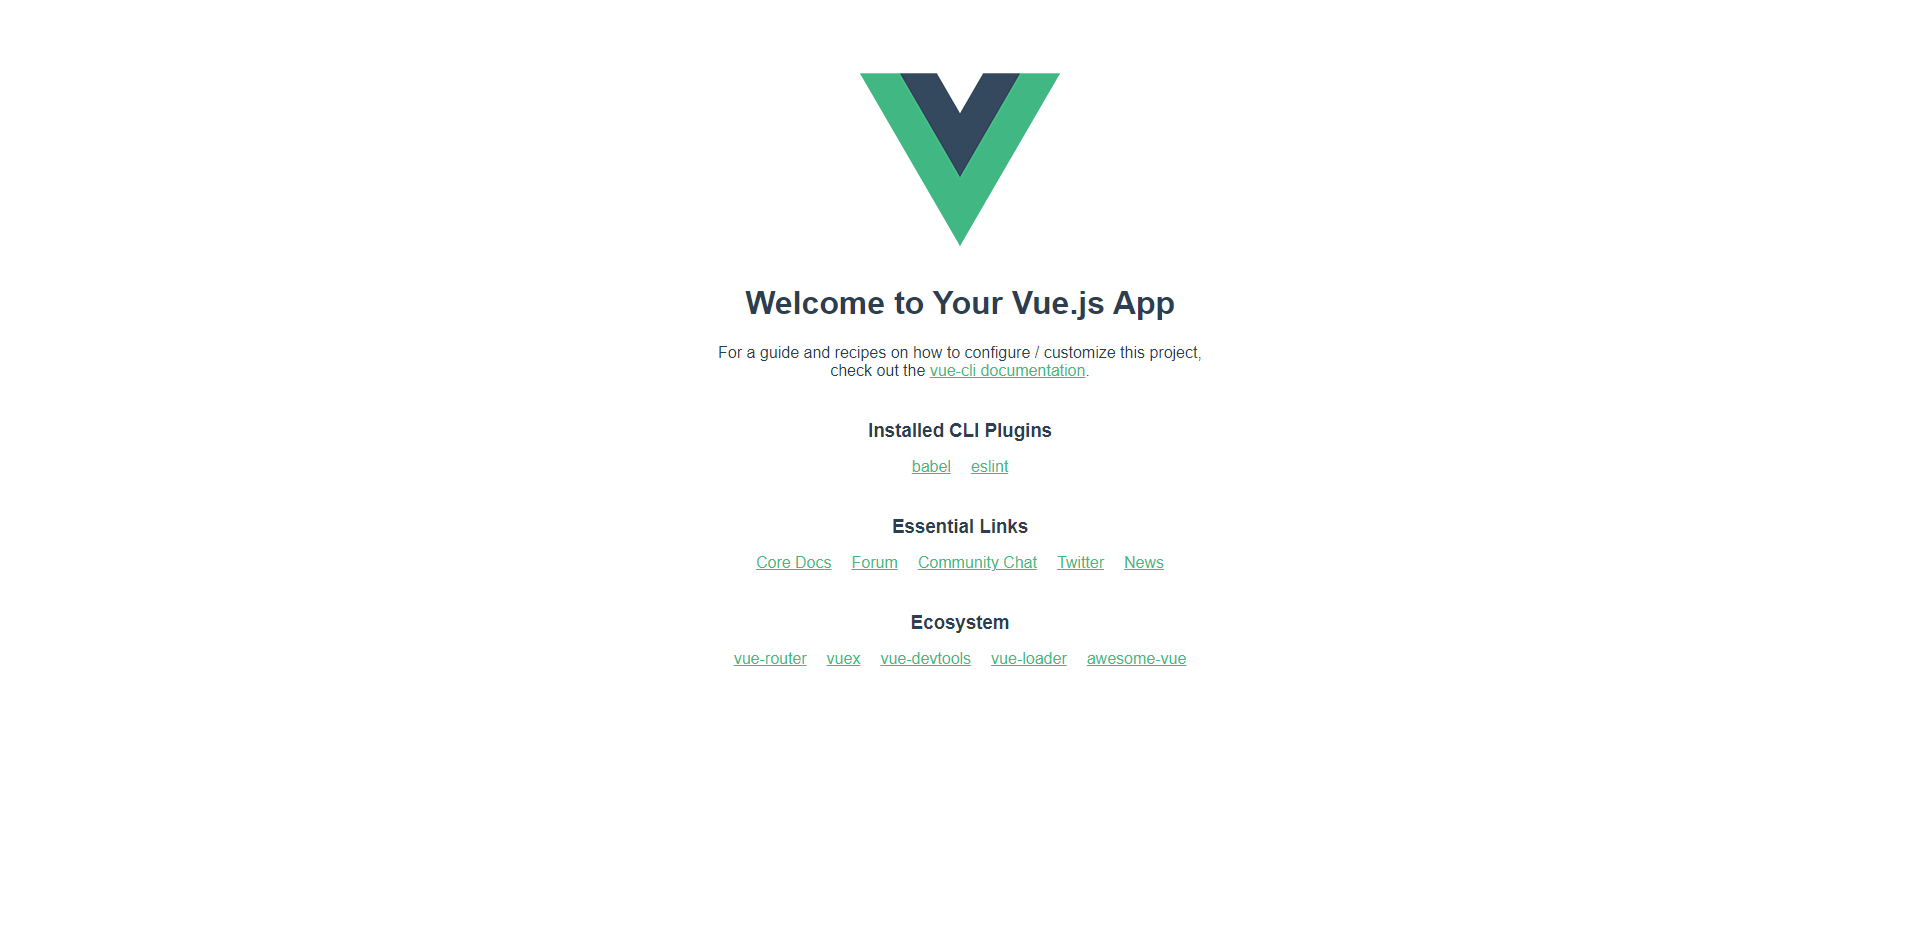 Welcome to Your Vue.js App
For a guide and recipes on how to configure / customize this project,
check out the vue-cli documentation.
Installed CLI Plugins
babel eslint
Essential Links
Core Docs Forum Community Chat Twitter News
Ecosystem
vue-router vuex vue-devtools vue-loader awesome-vue